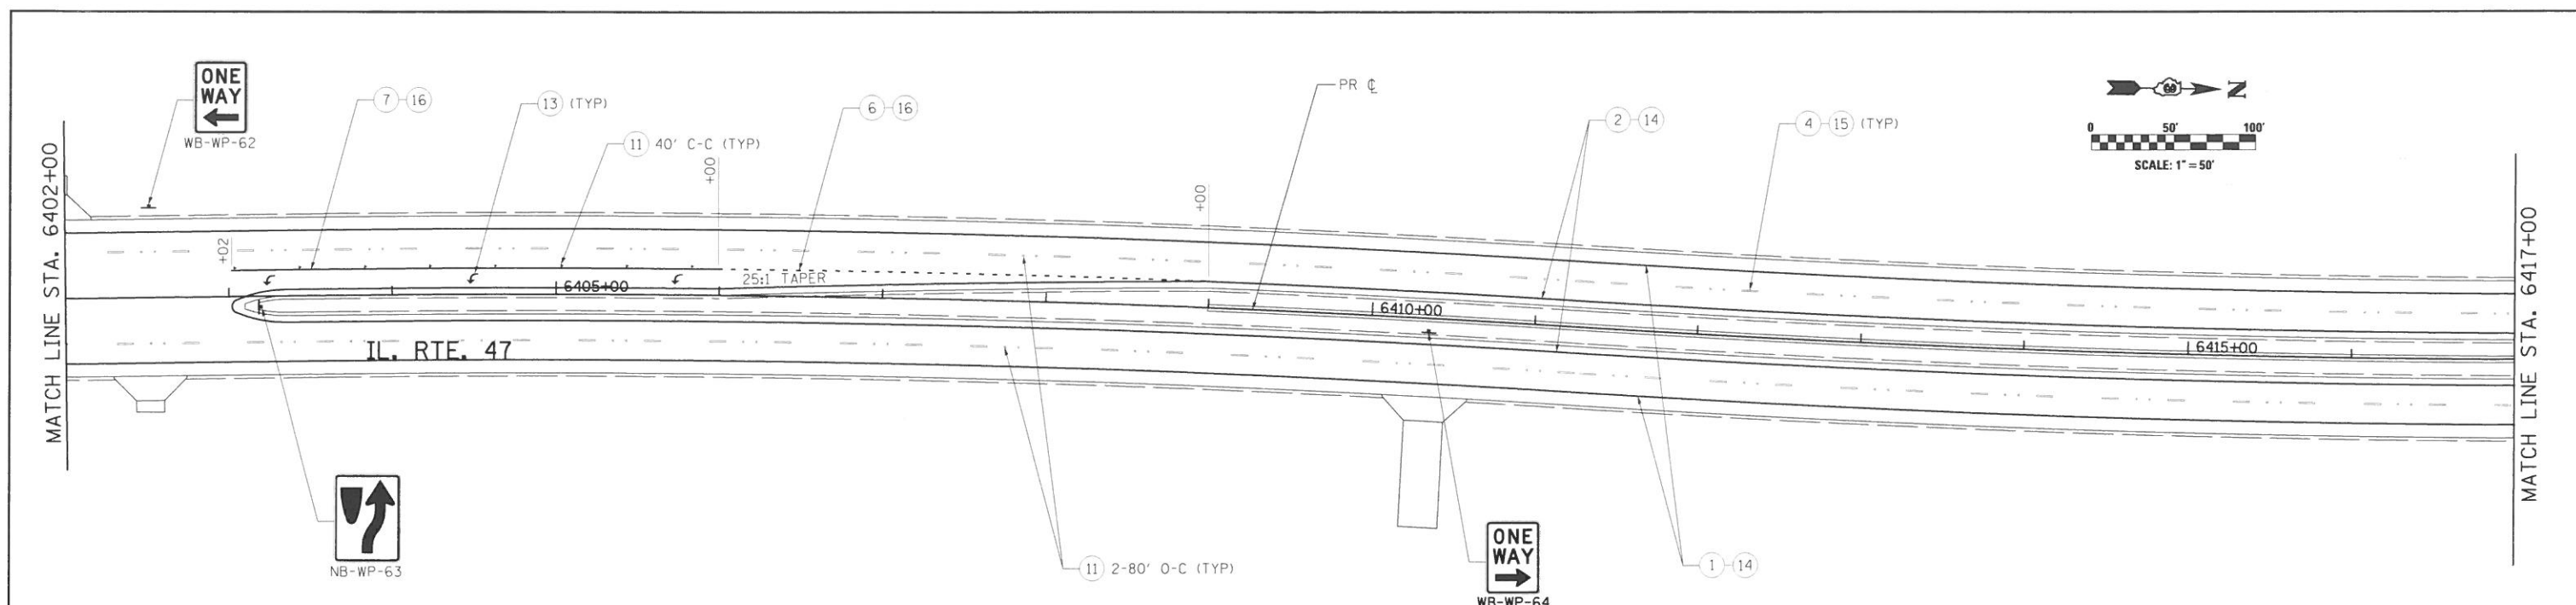 MATCH LINE STA. 6402+00
ONE
WAY
WB-WP-62
7 16
13 (TYP)
11 40' C-C (TYP)
+00
6 16
PR ℄
+00
2 14
4 15 (TYP)
N
0 50' 100'
SCALE: 1" = 50'
MATCH LINE STA. 6417+00
+02
25:1 TAPER
6405+00
6410+00
6415+00
IL. RTE. 47
NB-WP-63
11 2-80' O-C (TYP)
ONE
WAY
WB-WP-64
1 14